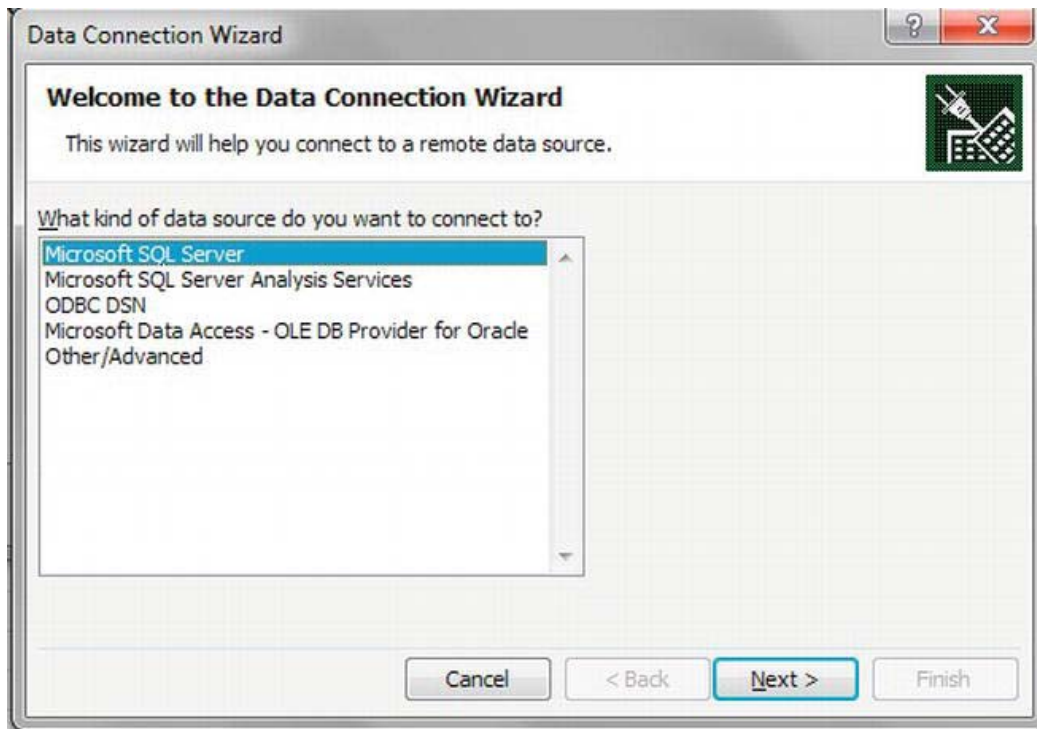 Data Connection Wizard
?
X
Welcome to the Data Connection Wizard
This wizard will help you connect to a remote data source.
What kind of data source do you want to connect to?
Microsoft SQL Server
Microsoft SQL Server Analysis Services
ODBC DSN
Microsoft Data Access - OLE DB Provider for Oracle
Other/Advanced
Cancel < Back Next > Finish